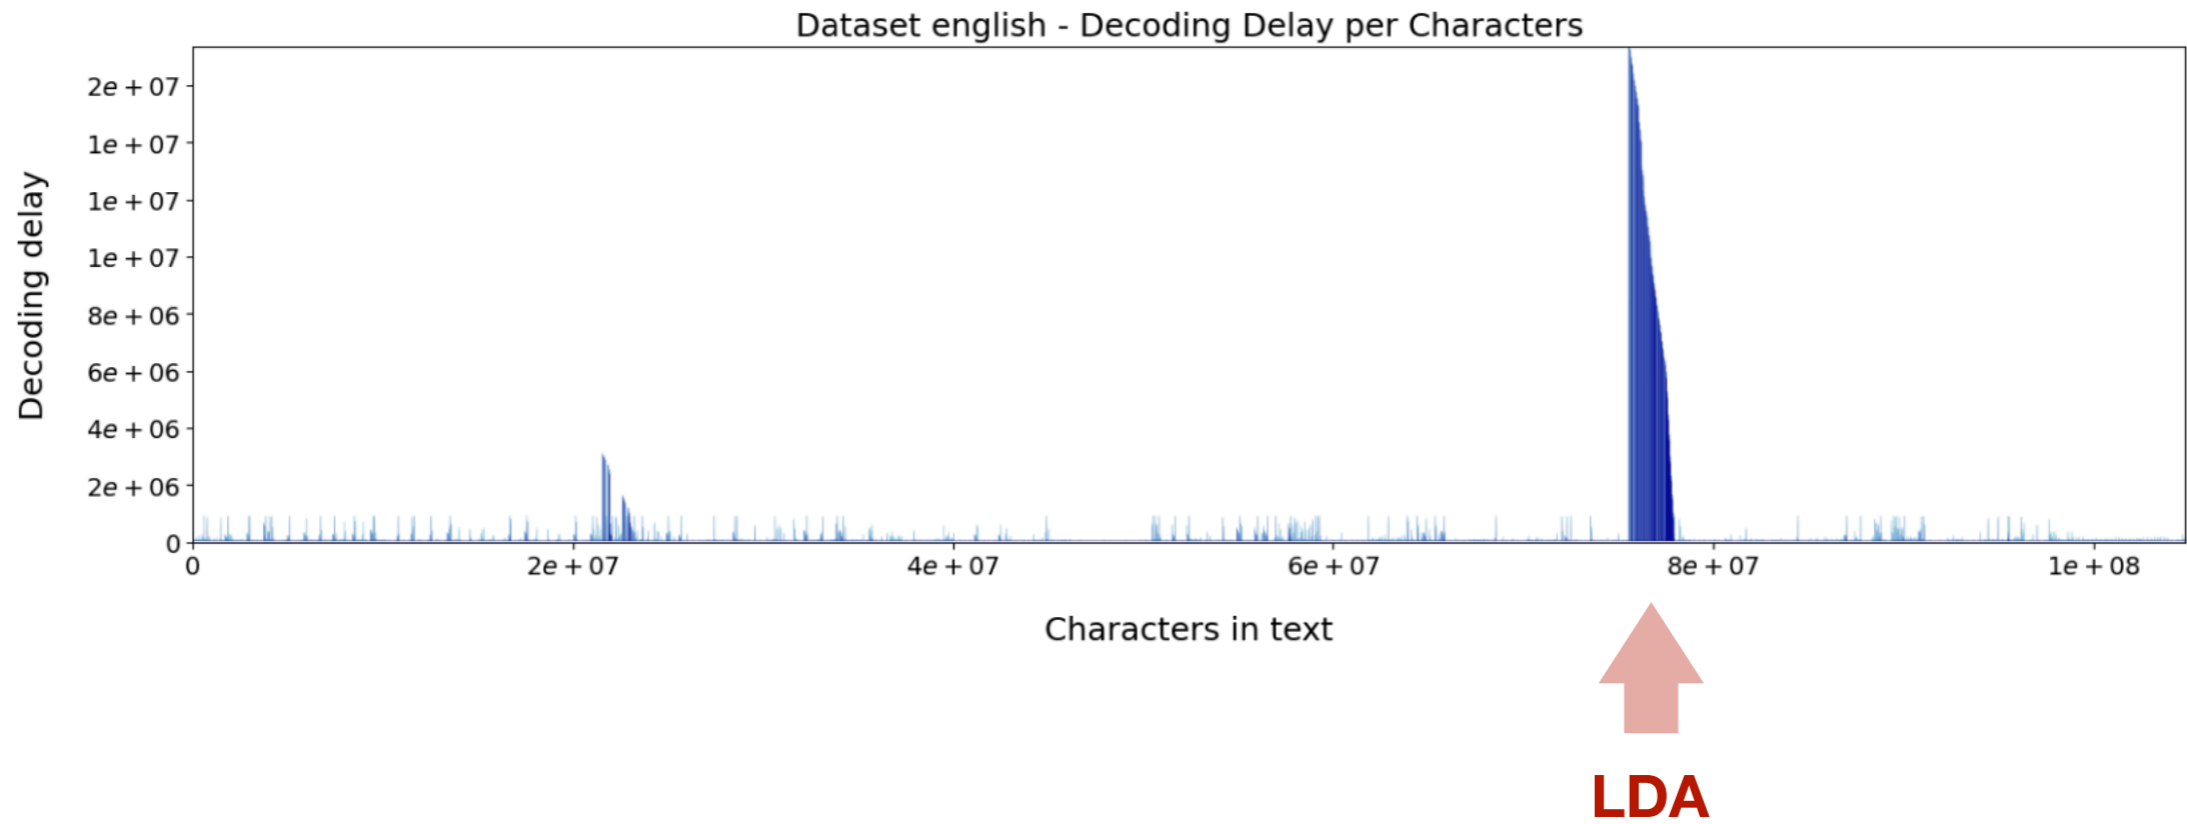 Dataset english - Decoding Delay per Characters
Decoding delay
2e + 07
1e + 07
1e + 07
1e + 07
8e + 06
6e + 06
4e + 06
2e + 06
0
0 2e + 07 4e + 07 6e + 07 8e + 07 1e + 08
Characters in text
LDA